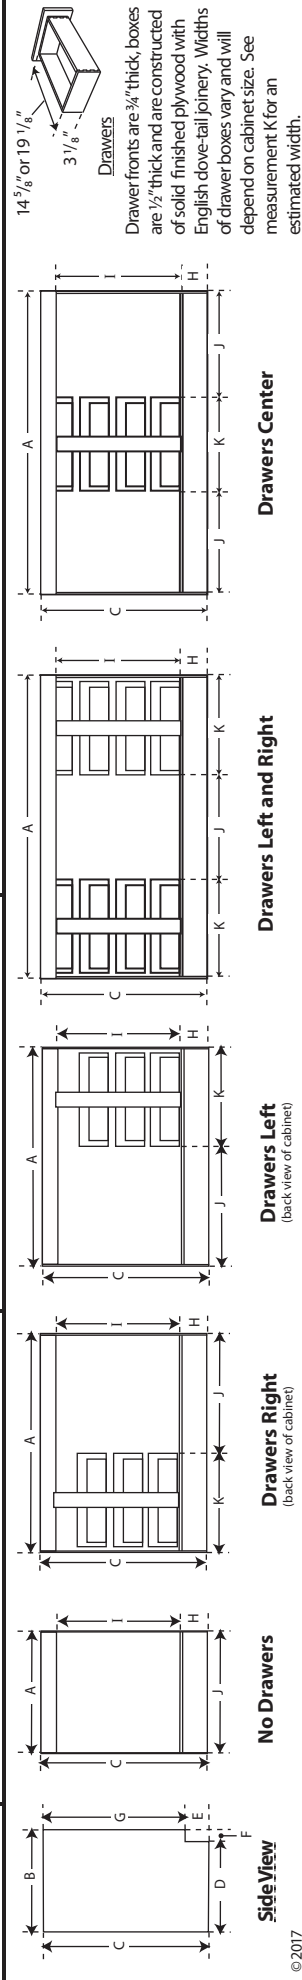 B
G
C
E
F
D
Side View
A
C
I
H
J
No Drawers
A
C
I
H
K
J
Drawers Right
(back view of cabinet)
A
C
I
H
J
K
Drawers Left
(back view of cabinet)
A
C
I
H
K
J
K
Drawers Left and Right
A
C
I
H
J
K
J
Drawers Center
14 5/8" or 19 1/8"
3 1/8"
Drawers
Drawer fronts are ¾" thick, boxes
are ½" thick and are constructed
of solid finished plywood with
English dove-tail joinery. Widths
of drawer boxes vary and will
depend on cabinet size. See
measurement K for an
estimated width.
©2017